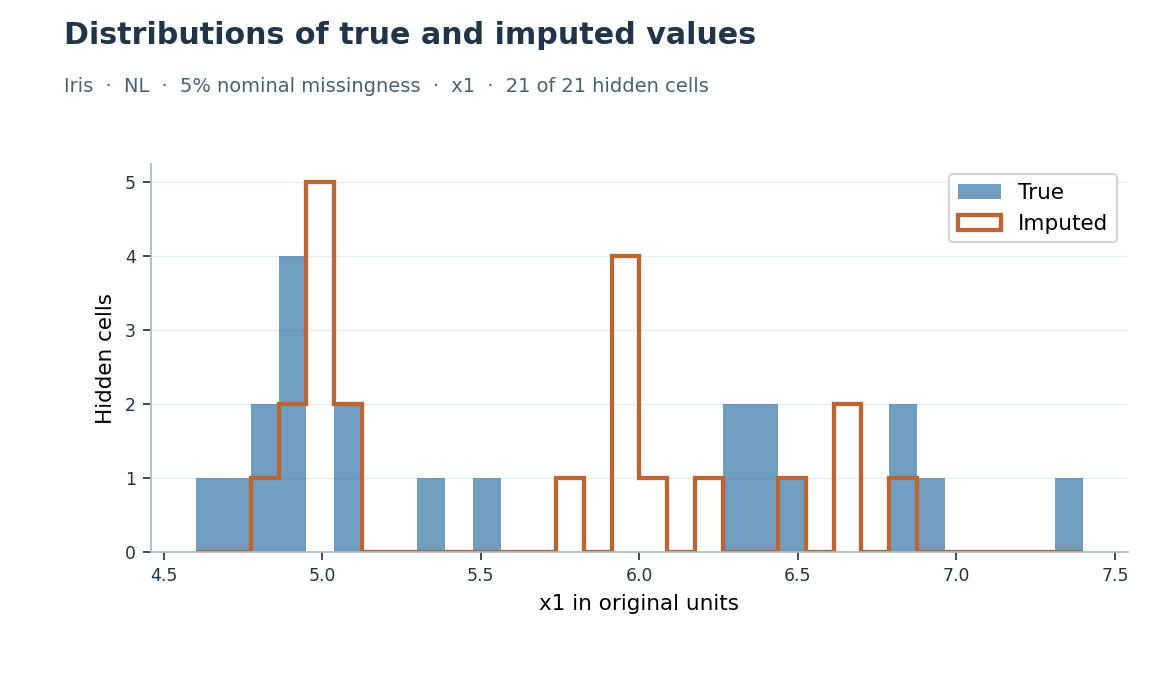 Distributions of true and imputed values
Iris · NL · 5% nominal missingness · x1 · 21 of 21 hidden cells
True
Imputed
Hidden cells
5
4
3
2
1
0
4.5 5.0 5.5 6.0 6.5 7.0 7.5
x1 in original units